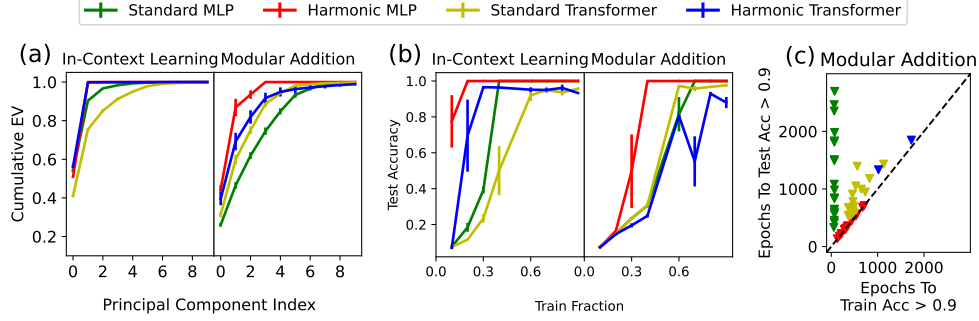 Standard MLP Harmonic MLP Standard Transformer Harmonic Transformer
(a) In-Context Learning Modular Addition
Cumulative EV
1.0
0.8
0.6
0.4
0.2
0 2 4 6 8 0 2 4 6 8
Principal Component Index
(b) In-Context Learning Modular Addition
Test Accuracy
1.0
0.8
0.6
0.4
0.2
0.0 0.3 0.6 0.0 0.3 0.6
Train Fraction
(c) Modular Addition
Epochs To Test Acc > 0.9
2000
1000
0
0 1000 2000
Epochs To
Train Acc > 0.9